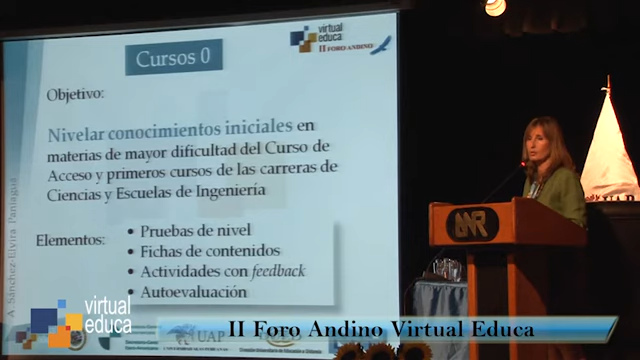 virtual
educa
II FORO ANDINO
Cursos 0
Objetivo:
Nivelar conocimientos iniciales en
materias de mayor dificultad del Curso de
Acceso y primeros cursos de las carreras de
Ciencias y Escuelas de Ingeniería
Elementos:
• Pruebas de nivel
• Fichas de contenidos
• Actividades con feedback
• Autoevaluación
A. Sánchez-Elvira Paniagua
UAP
virtual
educa
II Foro Andino Virtual Educa